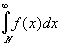 ∫_N^∞ f(x)dx